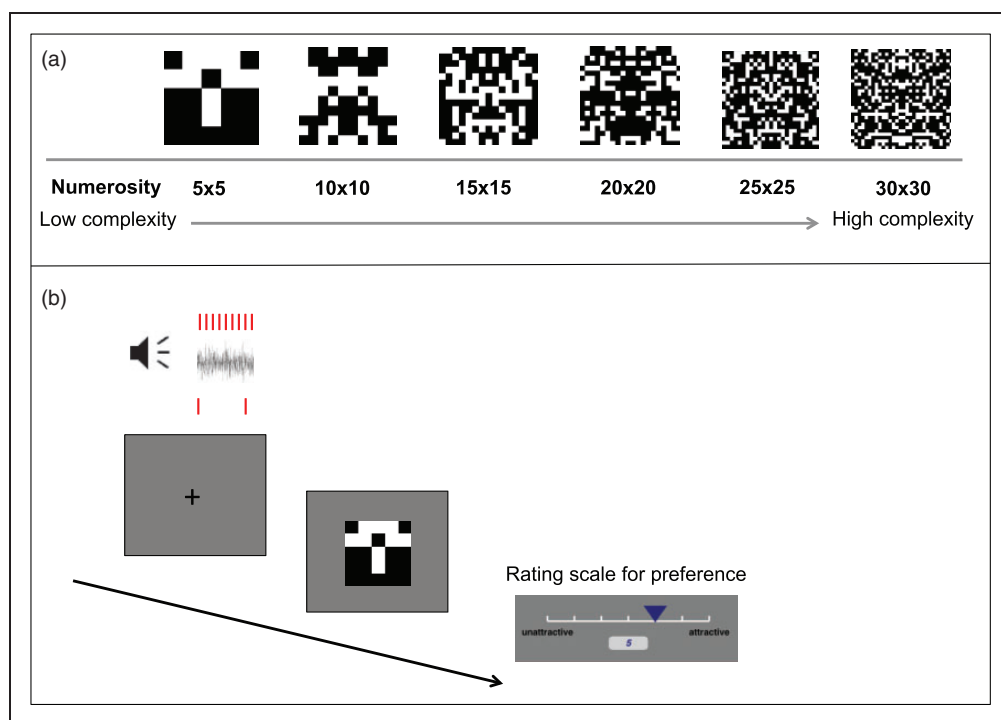 (a)
Numerosity 5x5 10x10 15x15 20x20 25x25 30x30
Low complexity High complexity
(b)
+
Rating scale for preference
unattractive attractive
5